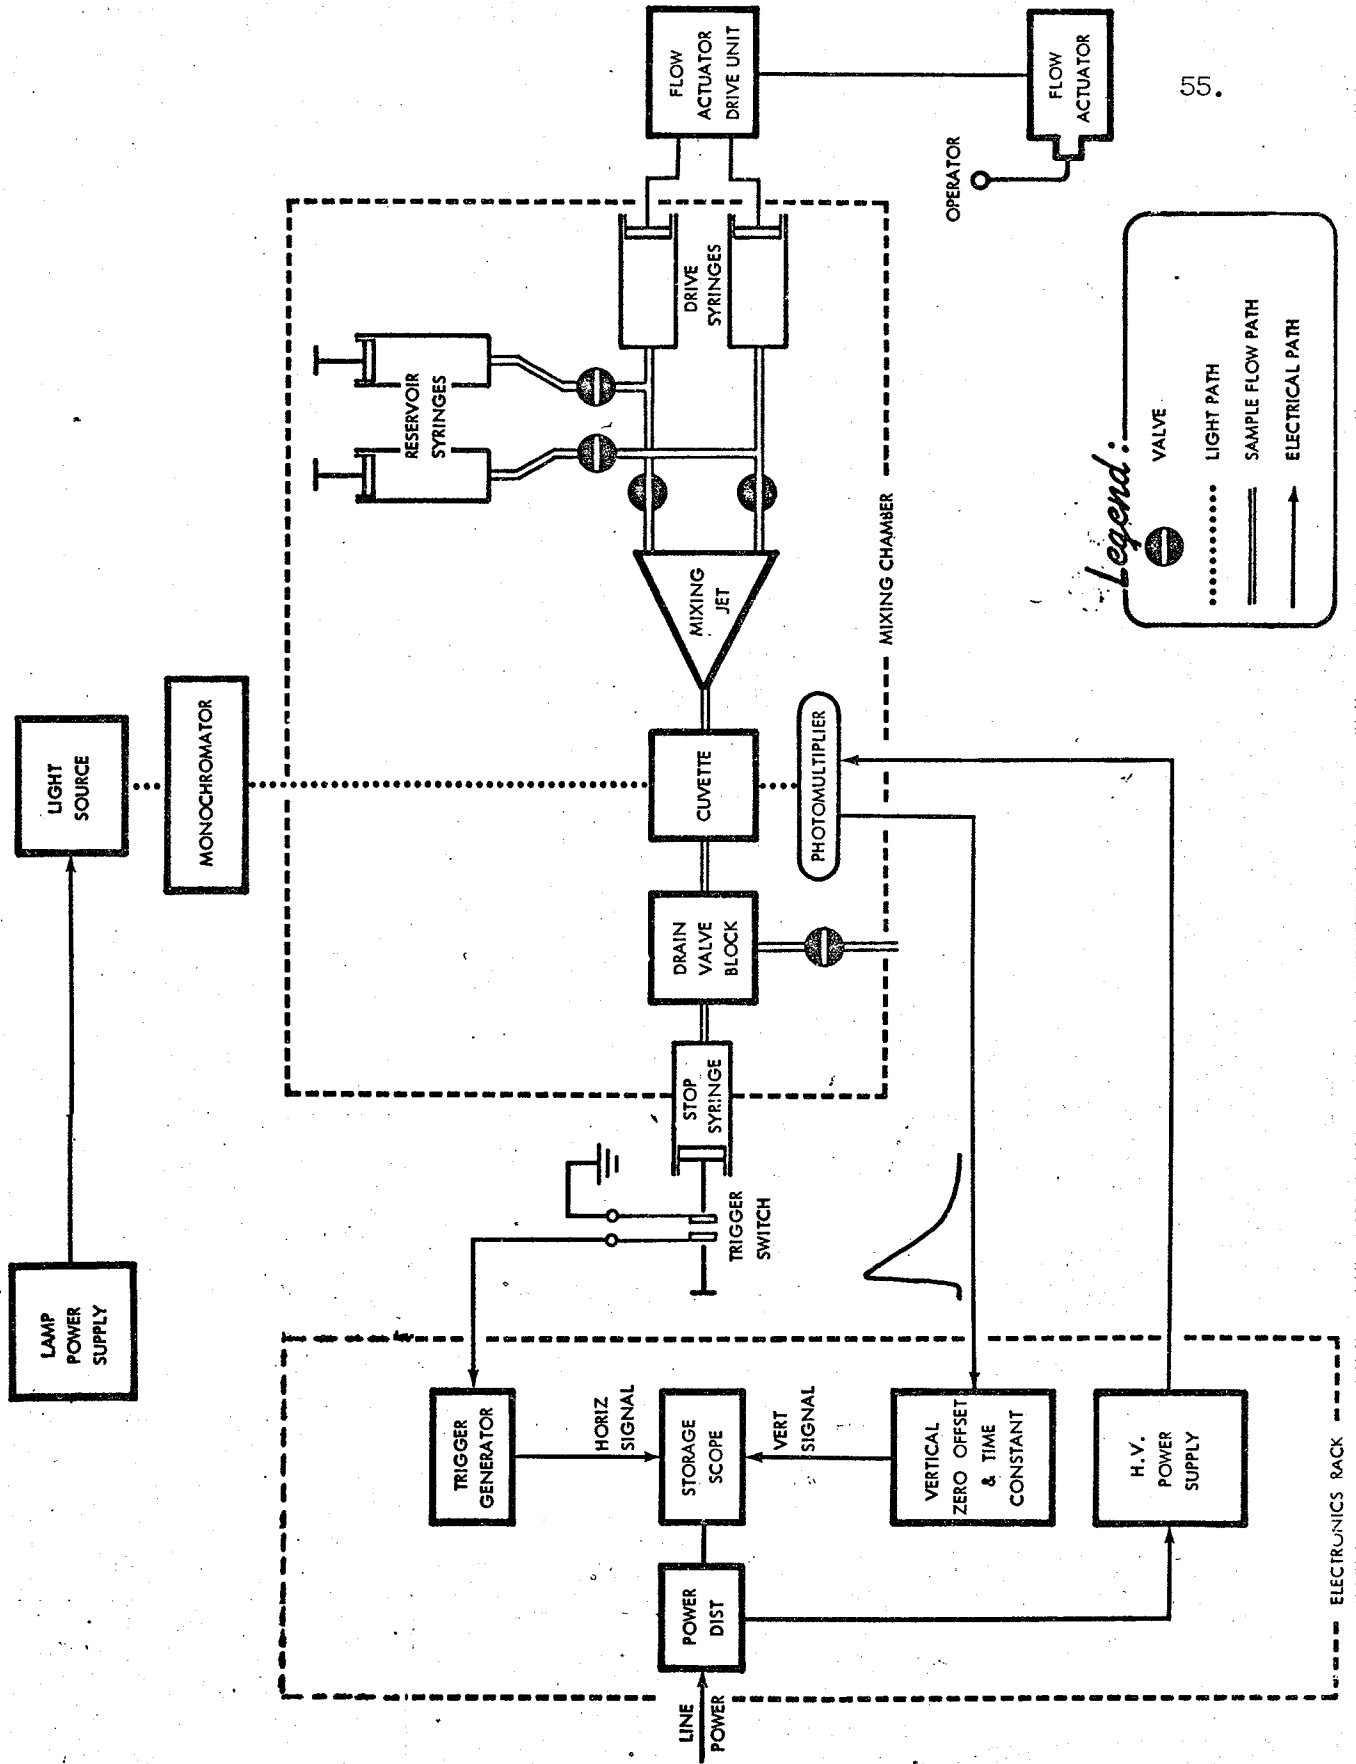 55.
LAMP
POWER
SUPPLY
LIGHT
SOURCE
MONOCHROMATOR
RESERVOIR
SYRINGES
DRIVE
SYRINGES
FLOW
ACTUATOR
DRIVE UNIT
FLOW
ACTUATOR
OPERATOR
MIXING
JET
CUVETTE
PHOTOMULTIPLIER
DRAIN
VALVE
BLOCK
STOP
SYRINGE
MIXING CHAMBER
TRIGGER
SWITCH
TRIGGER
GENERATOR
HORIZ
SIGNAL
STORAGE
SCOPE
VERT
SIGNAL
VERTICAL
ZERO OFFSET
& TIME
CONSTANT
H.V.
POWER
SUPPLY
POWER
DIST
LINE
POWER
ELECTRONICS RACK
Legend:
VALVE
LIGHT PATH
SAMPLE FLOW PATH
ELECTRICAL PATH